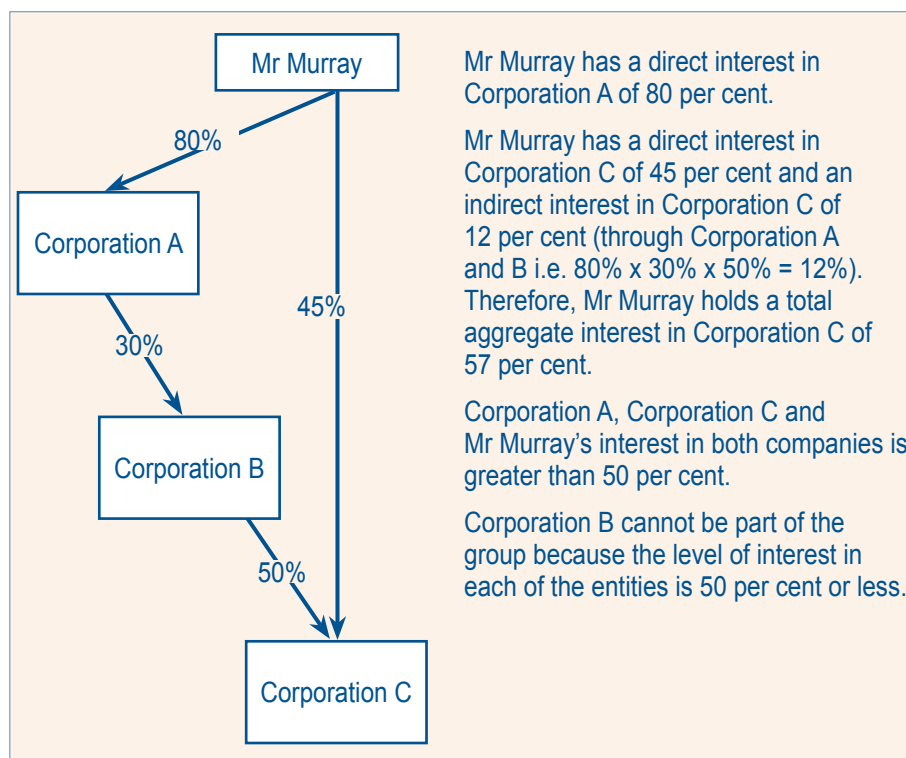 Mr Murray
80%
Corporation A
45%
30%
Corporation B
50%
Corporation C
Mr Murray has a direct interest in
Corporation A of 80 per cent.
Mr Murray has a direct interest in
Corporation C of 45 per cent and an
indirect interest in Corporation C of
12 per cent (through Corporation A
and B i.e. 80% x 30% x 50% = 12%).
Therefore, Mr Murray holds a total
aggregate interest in Corporation C of
57 per cent.
Corporation A, Corporation C and
Mr Murray’s interest in both companies is
greater than 50 per cent.
Corporation B cannot be part of the
group because the level of interest in
each of the entities is 50 per cent or less.